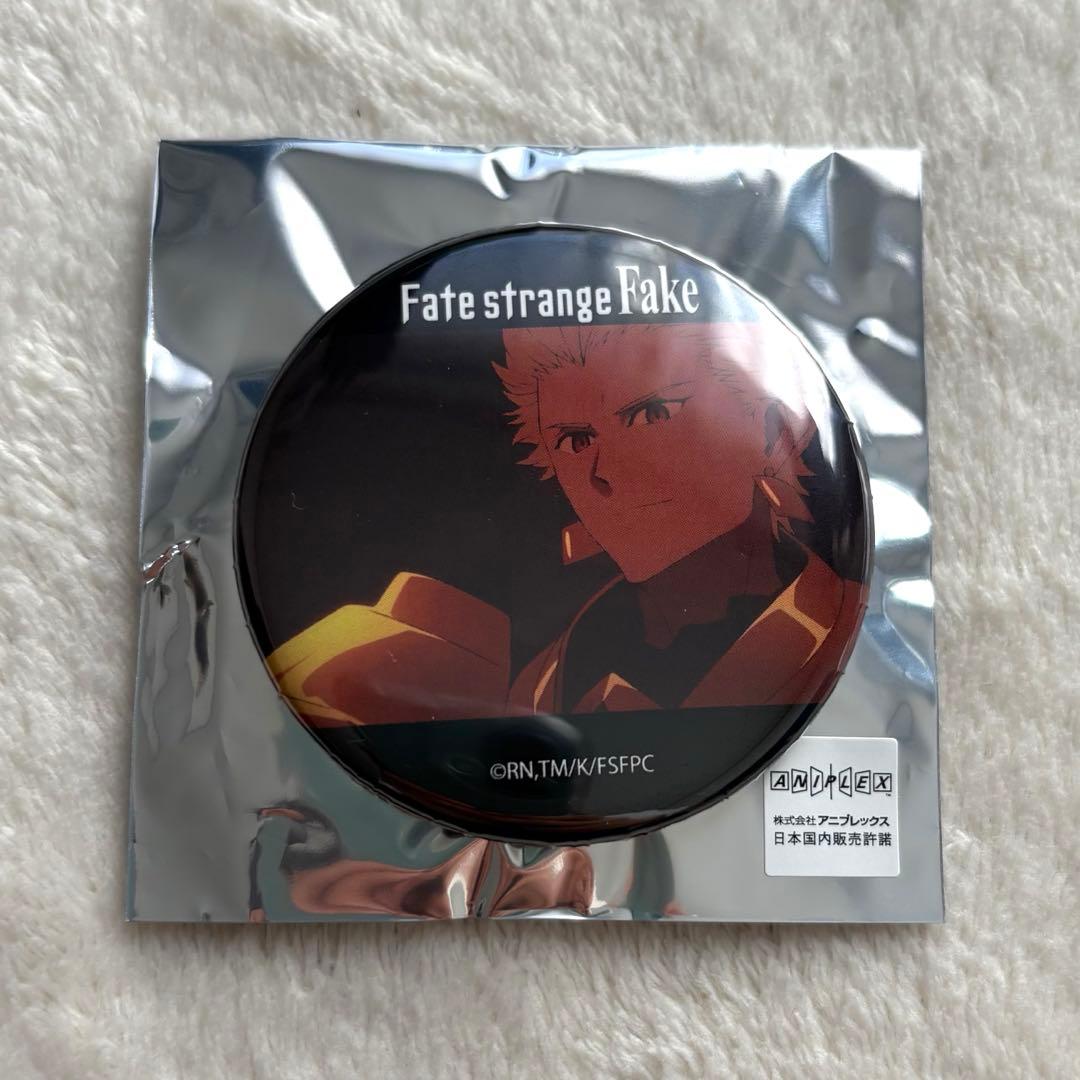 Fate strange Fake
©RN,TM/K/FSFPC
ANIPLEX™
株式会社 アニプレックス
日本国内販売許諾